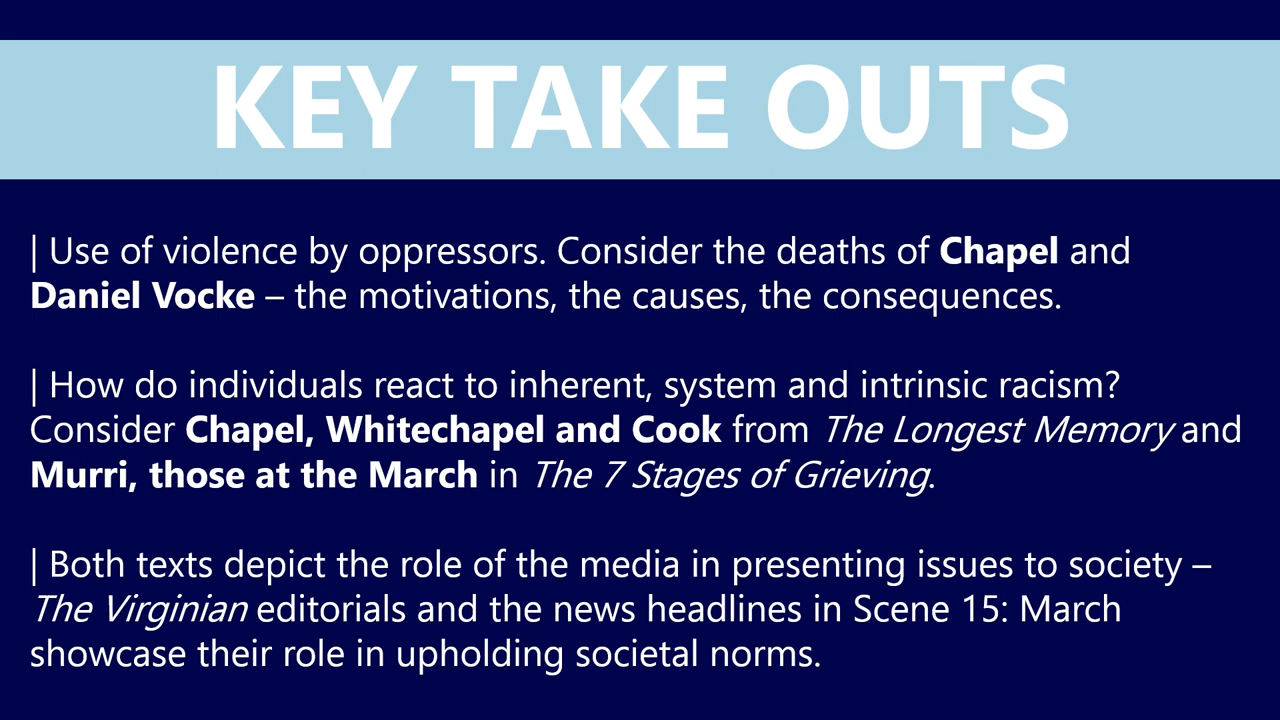 KEY TAKE OUTS
| Use of violence by oppressors. Consider the deaths of Chapel and
Daniel Vocke – the motivations, the causes, the consequences.
| How do individuals react to inherent, system and intrinsic racism?
Consider Chapel, Whitechapel and Cook from The Longest Memory and
Murri, those at the March in The 7 Stages of Grieving.
| Both texts depict the role of the media in presenting issues to society –
The Virginian editorials and the news headlines in Scene 15: March
showcase their role in upholding societal norms.